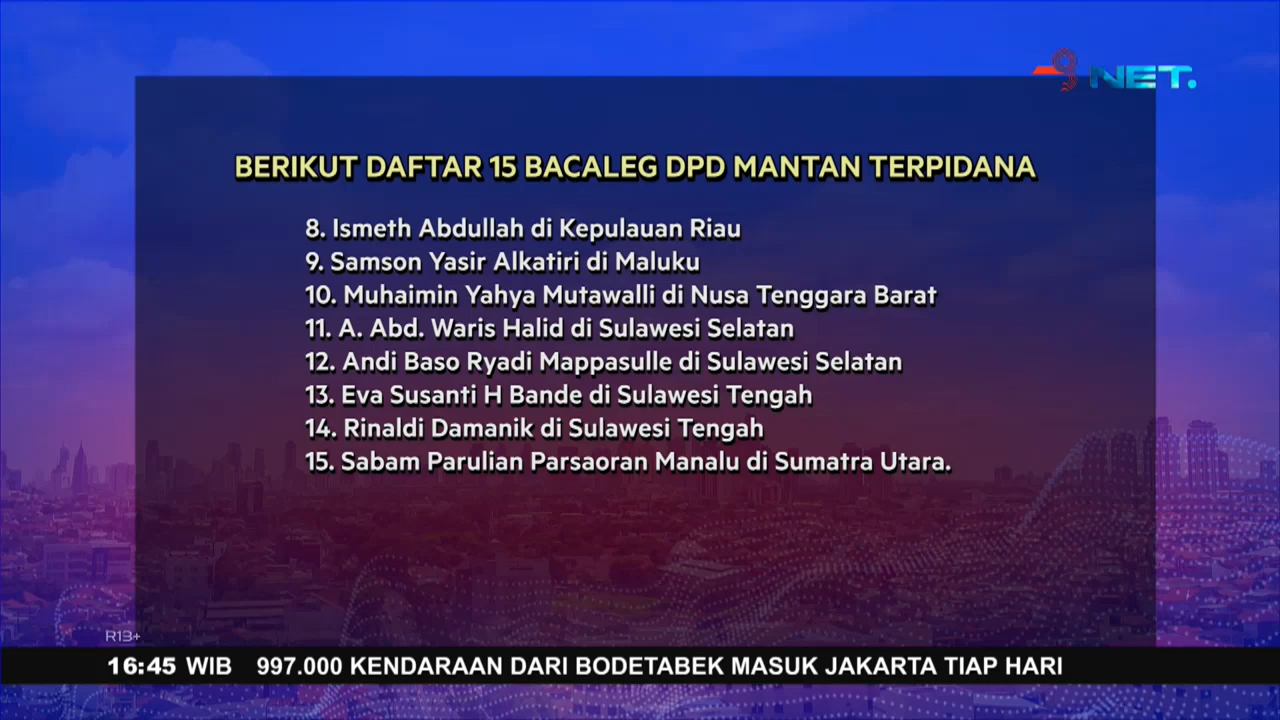 NET.
BERIKUT DAFTAR 15 BACALEG DPD MANTAN TERPIDANA
8. Ismeth Abdullah di Kepulauan Riau
9. Samson Yasir Alkatiri di Maluku
10. Muhaimin Yahya Mutawalli di Nusa Tenggara Barat
11. A. Abd. Waris Halid di Sulawesi Selatan
12. Andi Baso Ryadi Mappasulle di Sulawesi Selatan
13. Eva Susanti H Bande di Sulawesi Tengah
14. Rinaldi Damanik di Sulawesi Tengah
15. Sabam Parulian Parsaoran Manalu di Sumatra Utara.
R13+
16:45 WIB 997.000 KENDARAAN DARI BODETABEK MASUK JAKARTA TIAP HARI